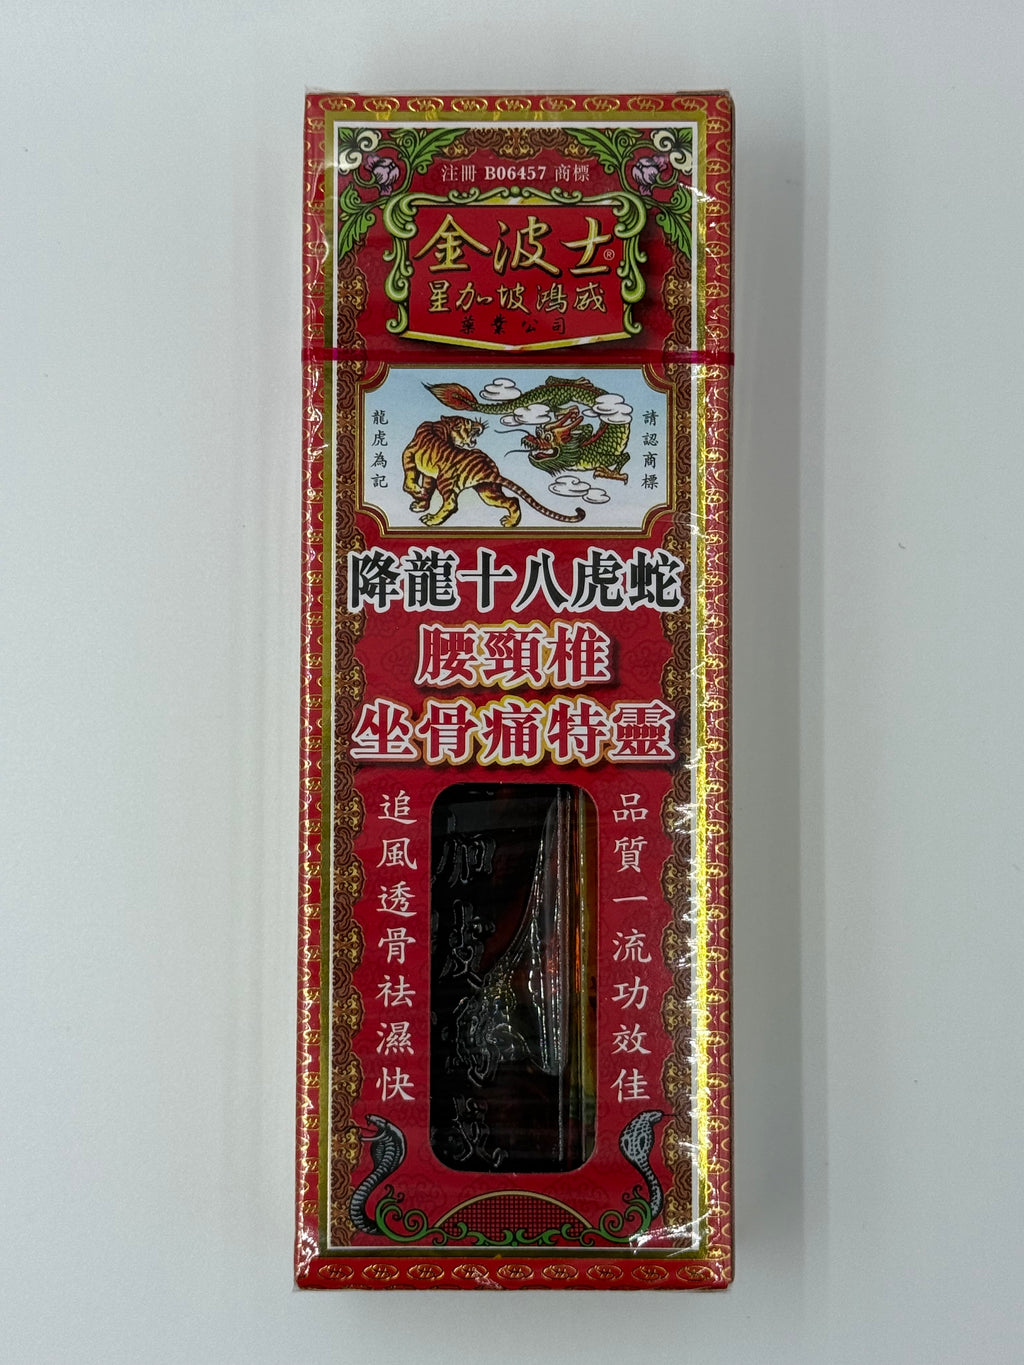 注冊 B06457 商標
金波士®
星加坡鴻威
藥業公司
請認商標
龍虎為記
降龍十八虎蛇
腰頸椎
坐骨痛特靈
品質一流功效佳
追風透骨祛濕快